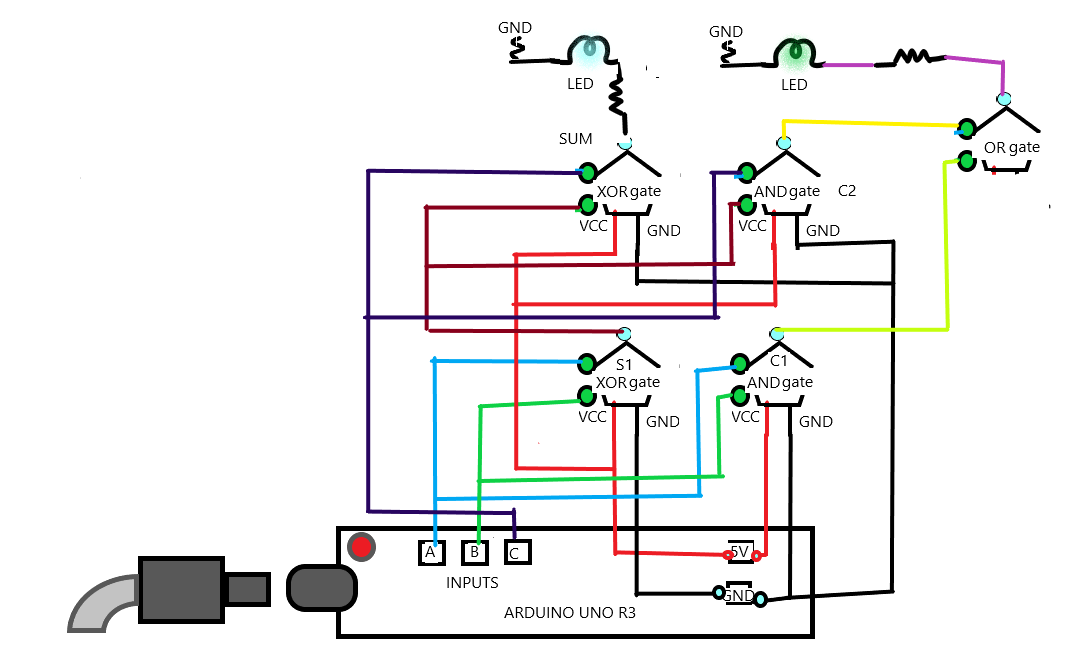 GND
GND
LED
LED
SUM
OR gate
XOR gate
AND gate
C2
VCC
GND
VCC
GND
S1
C1
XOR gate
AND gate
VCC
GND
VCC
GND
A
B
C
5V
INPUTS
GND
ARDUINO UNO R3